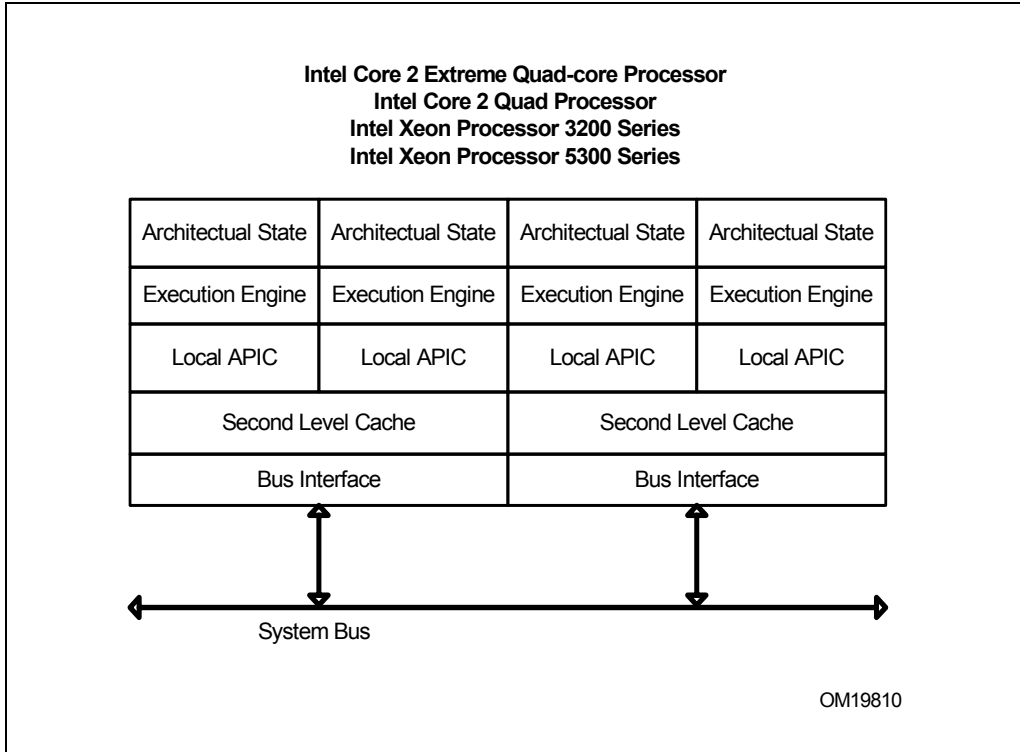 Intel Core 2 Extreme Quad-core Processor
Intel Core 2 Quad Processor
Intel Xeon Processor 3200 Series
Intel Xeon Processor 5300 Series
Architectual State Architectual State Architectual State Architectual State
Execution Engine Execution Engine Execution Engine Execution Engine
Local APIC Local APIC Local APIC Local APIC
Second Level Cache Second Level Cache
Bus Interface Bus Interface
System Bus
OM19810